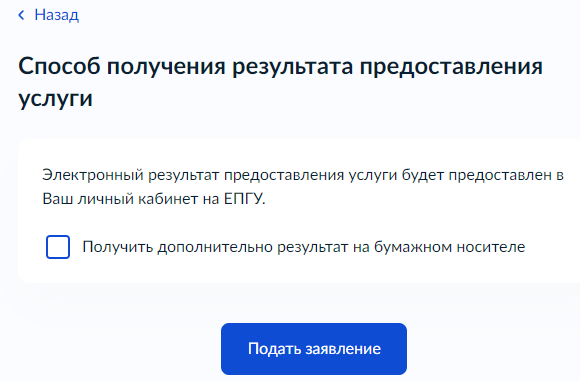 Назад
Способ получения результата предоставления
услуги
Электронный результат предоставления услуги будет предоставлен в
Ваш личный кабинет на ЕПГУ.
Получить дополнительно результат на бумажном носителе
Подать заявление